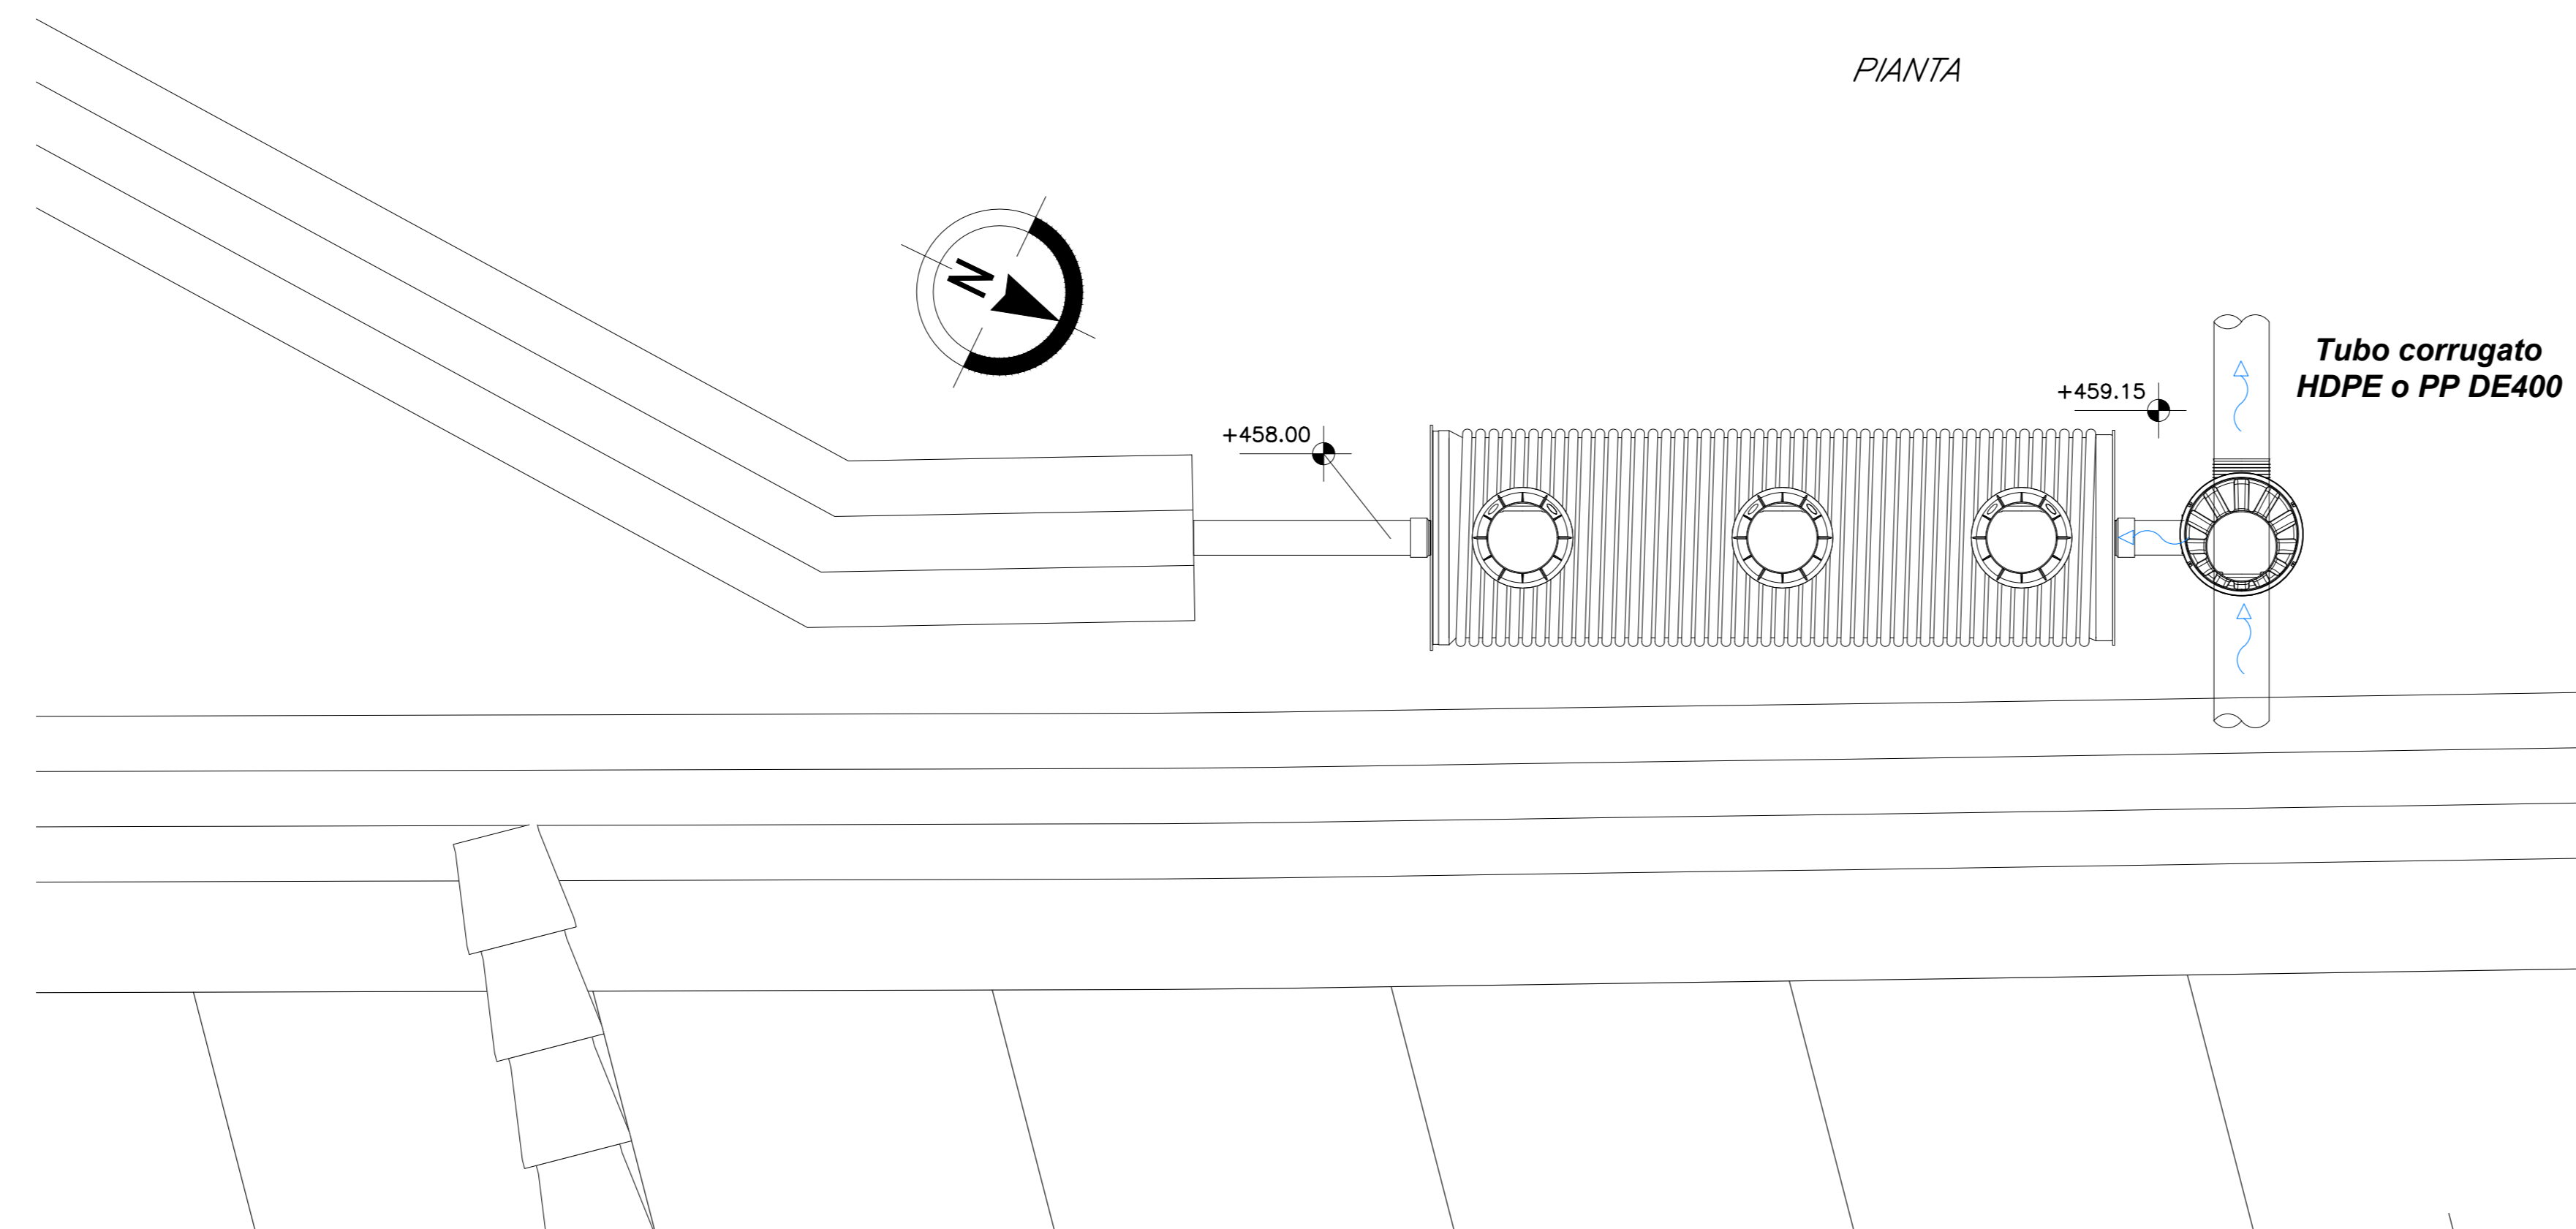 PIANTA
N
Tubo corrugato
HDPE o PP DE400
+459.15
+458.00